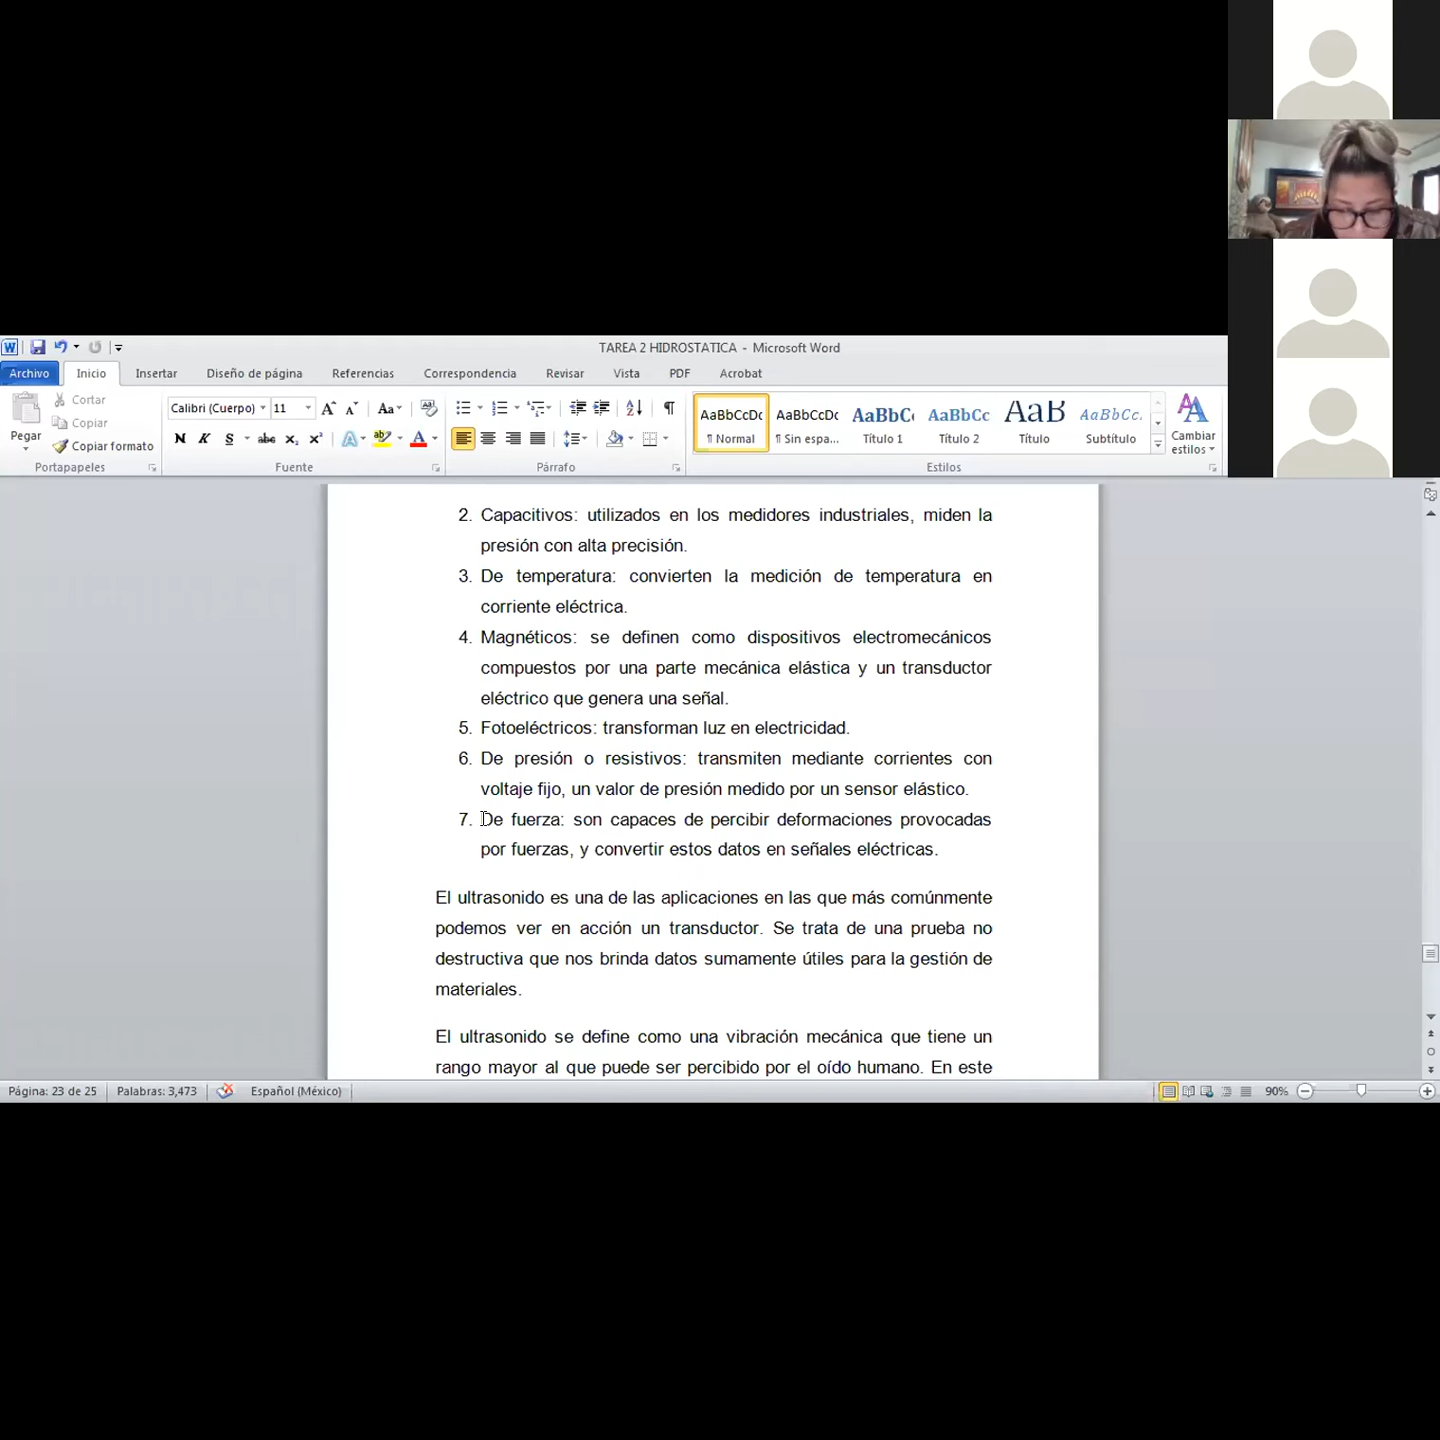 TAREA 2 HIDROSTATICA - Microsoft Word
Archivo Inicio Insertar Diseño de página Referencias Correspondencia Revisar Vista PDF Acrobat
Cortar
Copiar
Copiar formato
Pegar
Portapapeles
Calibri (Cuerpo) 11
Fuente
Párrafo
AaBbCcDc AaBbCcDc AaBbC AaBbCc AaB AaBbCc.
¶ Normal ¶ Sin espa... Título 1 Título 2 Título Subtítulo
Cambiar
estilos
Estilos
2. Capacitivos: utilizados en los medidores industriales, miden la
presión con alta precisión.
3. De temperatura: convierten la medición de temperatura en
corriente eléctrica.
4. Magnéticos: se definen como dispositivos electromecánicos
compuestos por una parte mecánica elástica y un transductor
eléctrico que genera una señal.
5. Fotoeléctricos: transforman luz en electricidad.
6. De presión o resistivos: transmiten mediante corrientes con
voltaje fijo, un valor de presión medido por un sensor elástico.
7. De fuerza: son capaces de percibir deformaciones provocadas
por fuerzas, y convertir estos datos en señales eléctricas.
El ultrasonido es una de las aplicaciones en las que más comúnmente
podemos ver en acción un transductor. Se trata de una prueba no
destructiva que nos brinda datos sumamente útiles para la gestión de
materiales.
El ultrasonido se define como una vibración mecánica que tiene un
rango mayor al que puede ser percibido por el oído humano. En este
Página: 23 de 25 Palabras: 3,473 Español (México) 90%